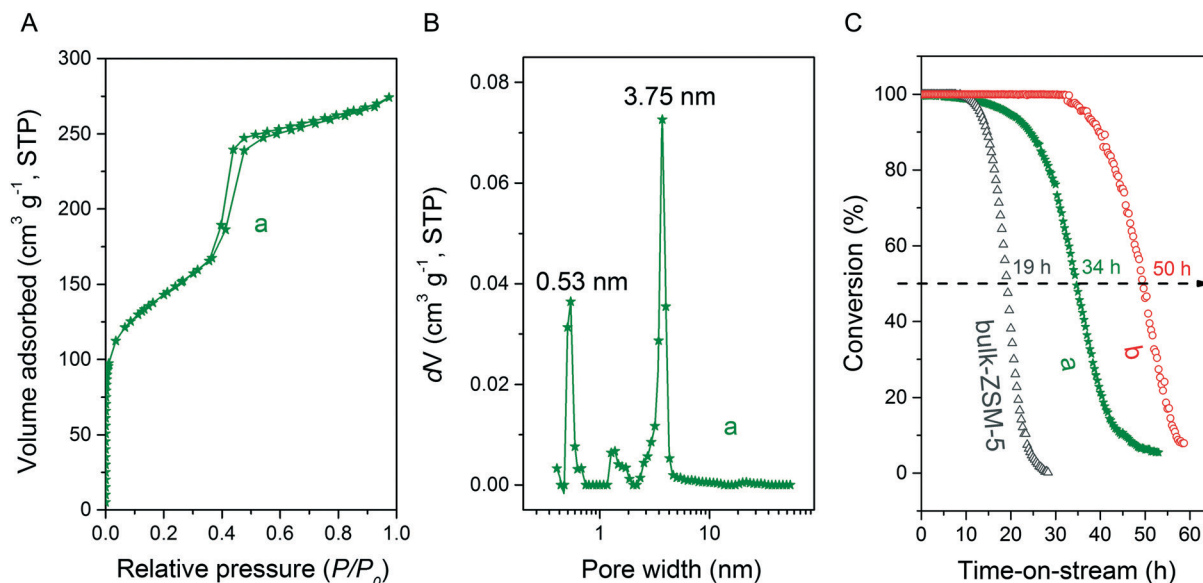 A
Volume adsorbed (cm³ g⁻¹, STP)
300
250
200
150
100
50
0
a
0.0 0.2 0.4 0.6 0.8 1.0
Relative pressure (P/P₀)
B
dV (cm³ g⁻¹, STP)
0.08
0.06
0.04
0.02
0.00
0.53 nm
3.75 nm
a
1 10
Pore width (nm)
C
Conversion (%)
100
80
60
40
20
0
19 h 34 h 50 h
bulk-ZSM-5
a
b
0 10 20 30 40 50 60
Time-on-stream (h)